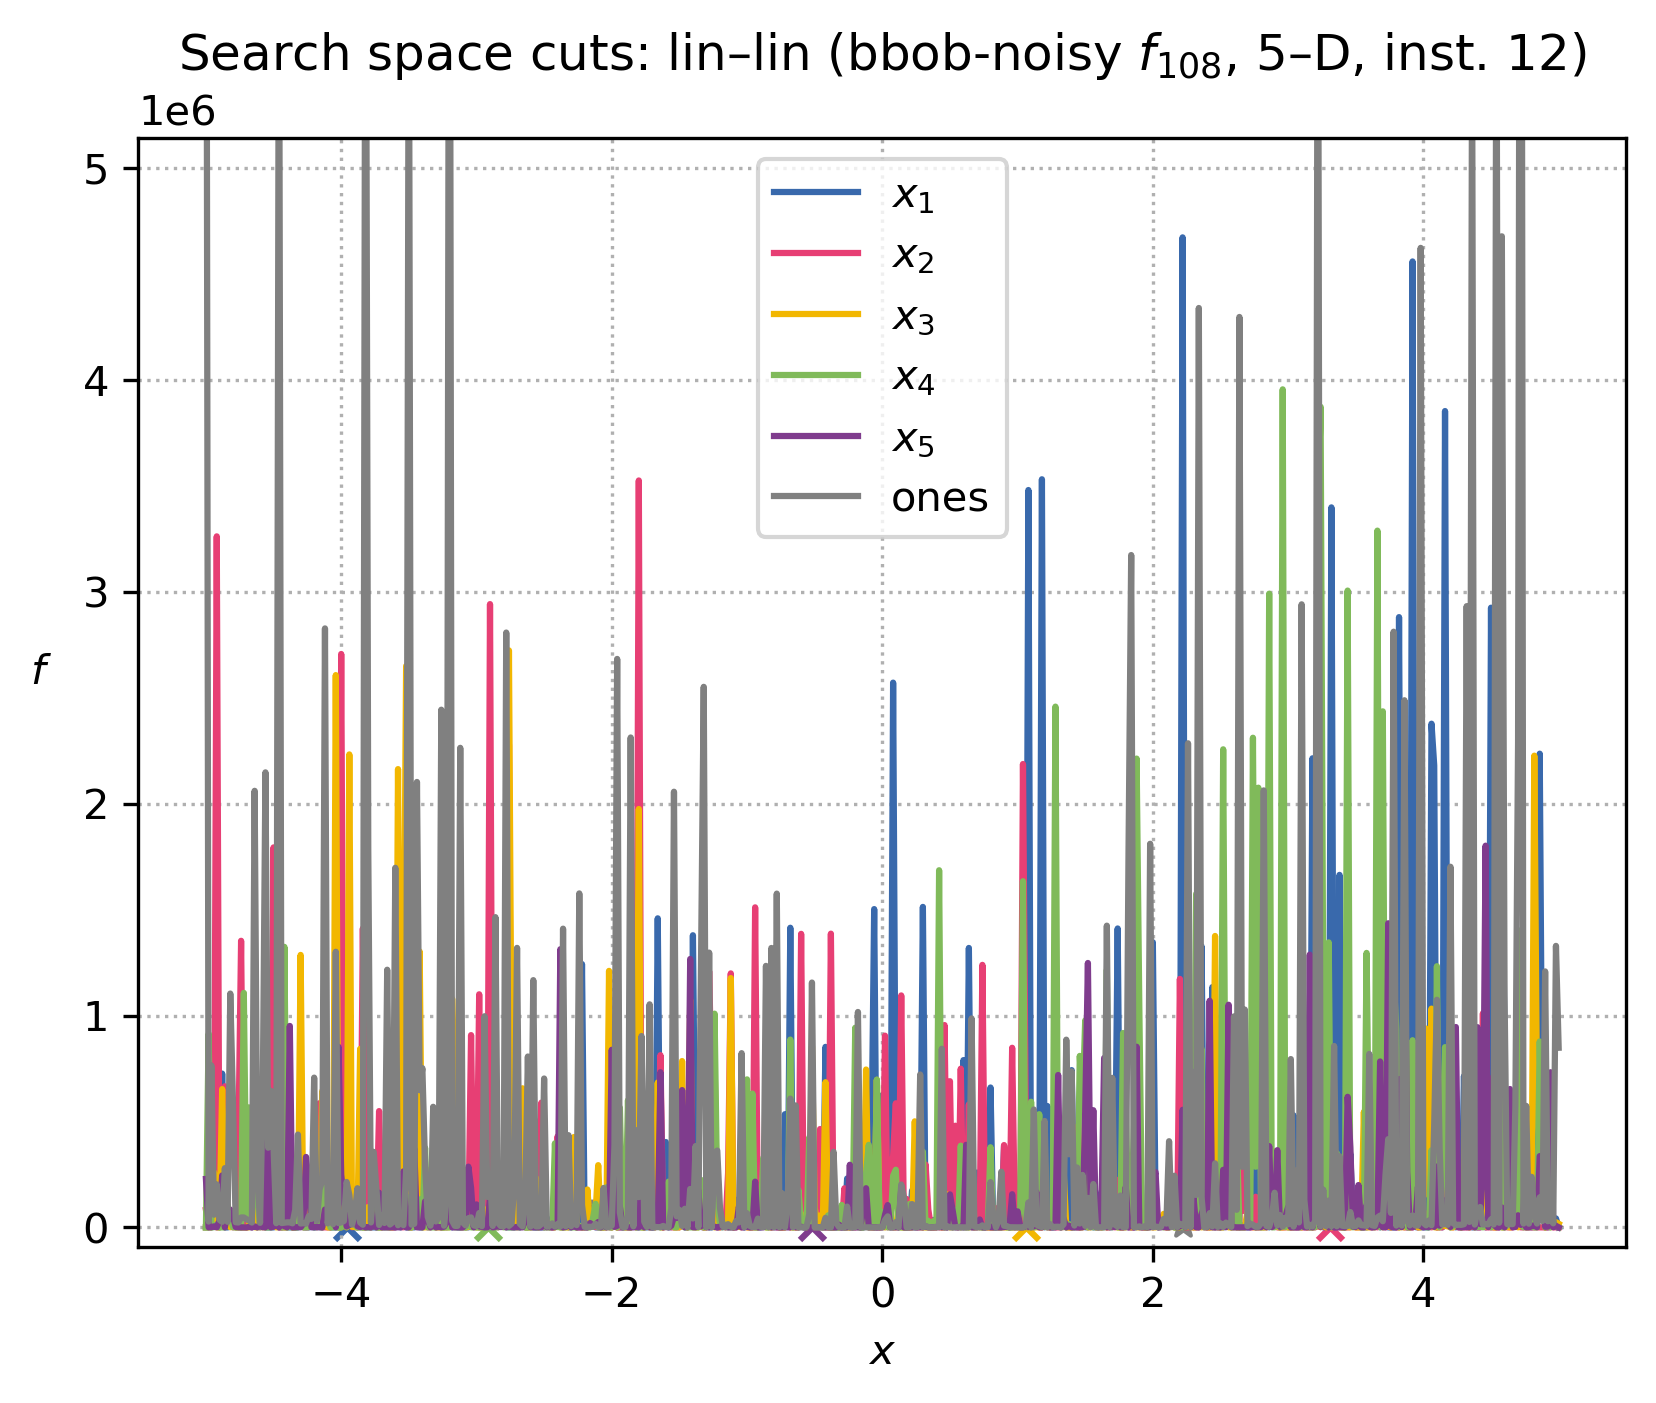 Search space cuts: lin–lin (bbob-noisy f₁₀₈, 5–D, inst. 12)
1e6
5
4
3
2
1
0
f
x₁
x₂
x₃
x₄
x₅
ones
−4 −2 0 2 4
x